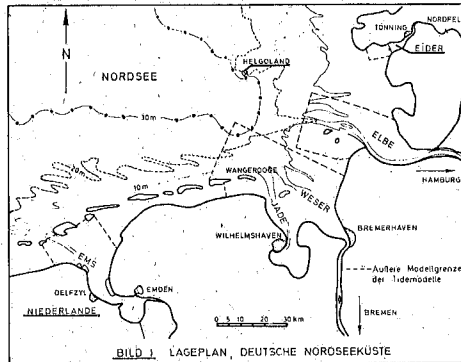 TÖNNING
NORDFEL
EIDER
N
NORDSEE
HELGOLAND
30m
ELBE
HAMBURG
20m
10m
WANGEROOGE
JADE
WESER
WILHELMSHAVEN
BREMERHAVEN
EMS
Äußere Modellgrenze
der Tidemodelle
DELFZYL
EMDEN
NIEDERLANDE
0 5 10 20 30 km
BREMEN
BILD 1 LAGEPLAN, DEUTSCHE NORDSEEKÜSTE